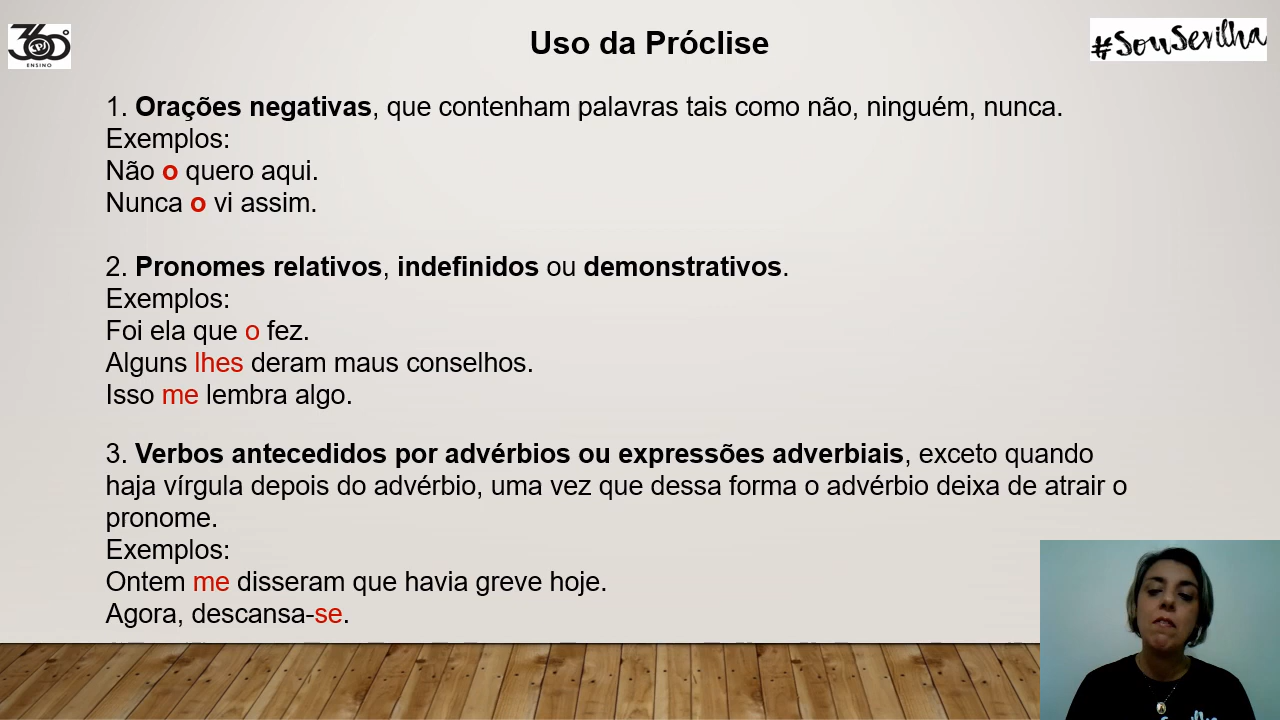 360°
ENSINO
Uso da Próclise
#SouSevilha
1. Orações negativas, que contenham palavras tais como não, ninguém, nunca.
Exemplos:
Não o quero aqui.
Nunca o vi assim.
2. Pronomes relativos, indefinidos ou demonstrativos.
Exemplos:
Foi ela que o fez.
Alguns lhes deram maus conselhos.
Isso me lembra algo.
3. Verbos antecedidos por advérbios ou expressões adverbiais, exceto quando
haja vírgula depois do advérbio, uma vez que dessa forma o advérbio deixa de atrair o
pronome.
Exemplos:
Ontem me disseram que havia greve hoje.
Agora, descansa-se.